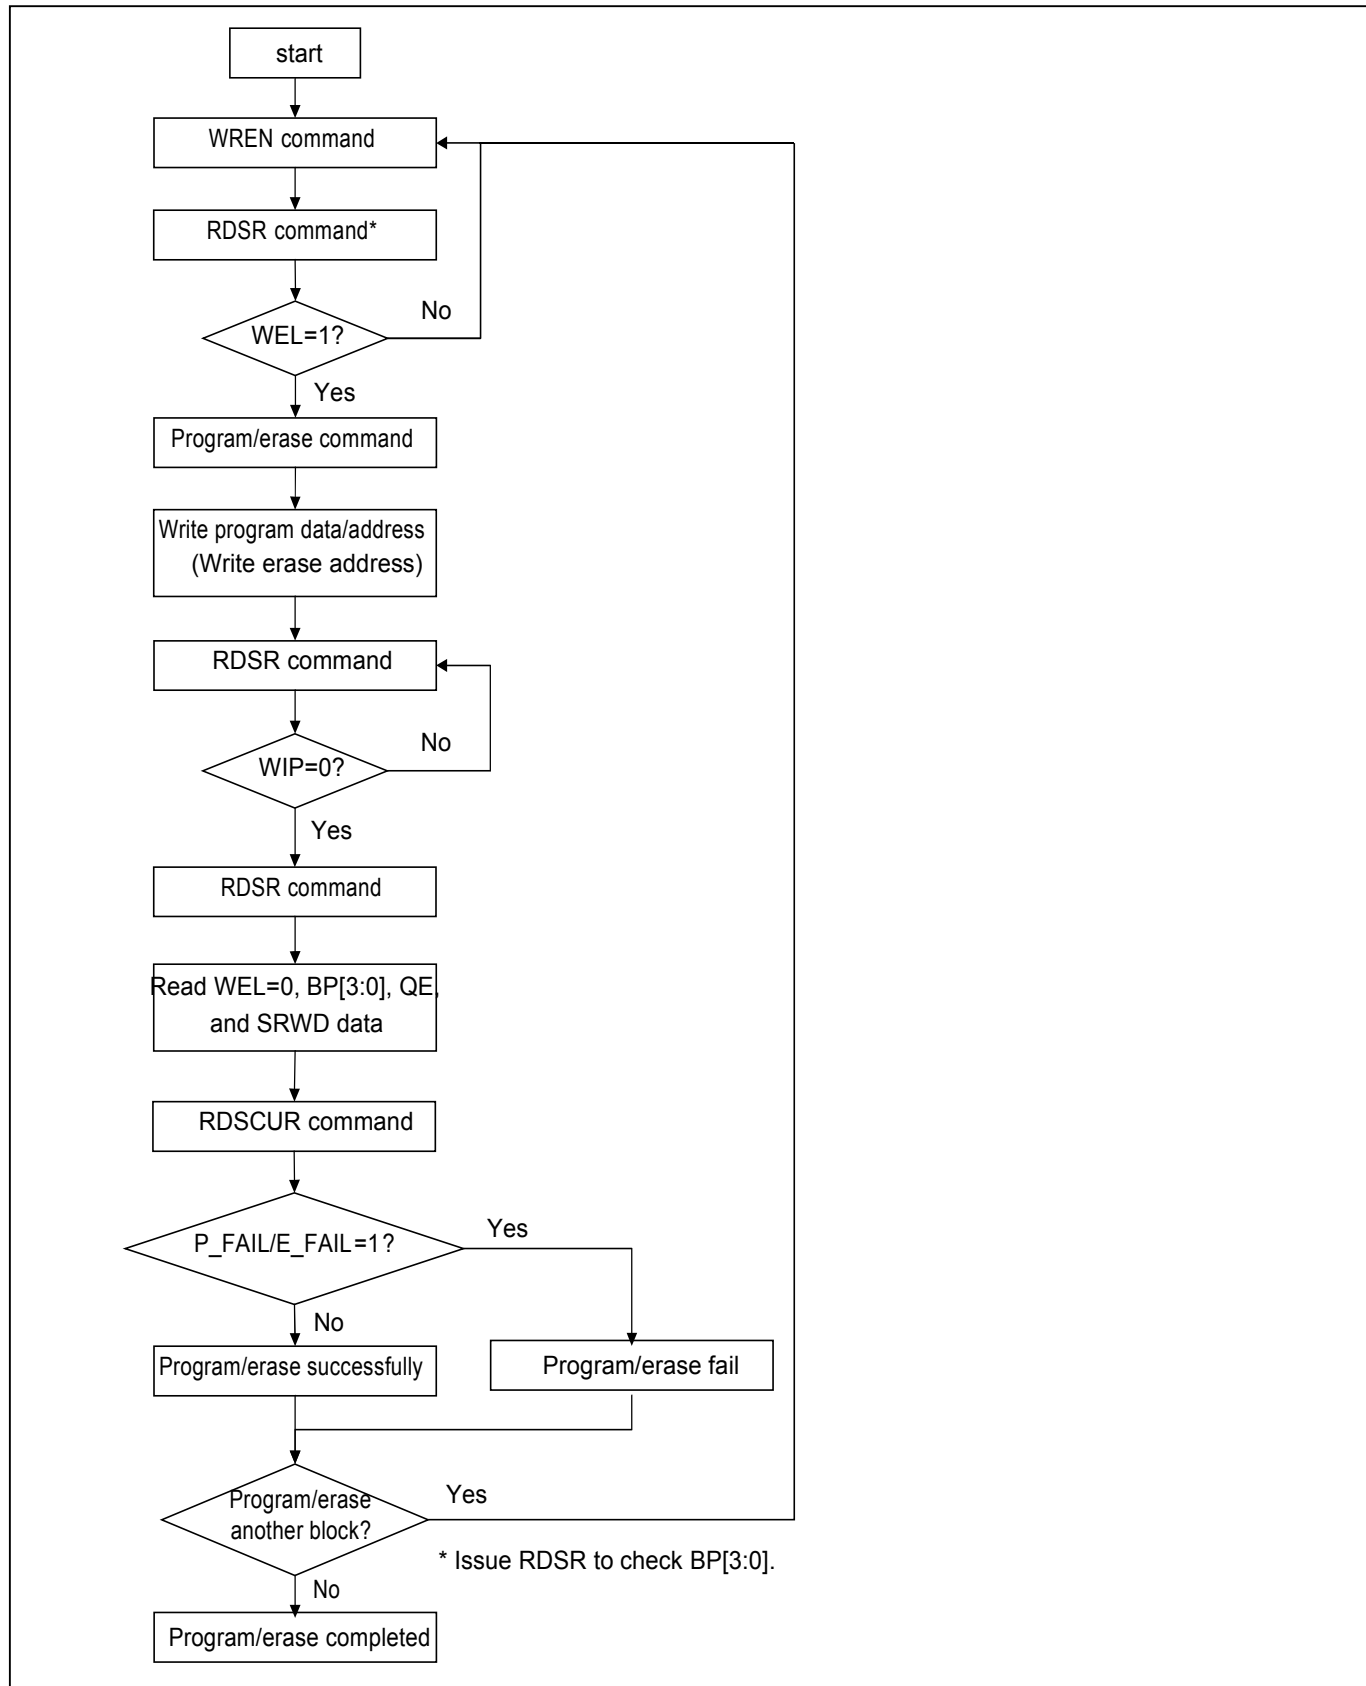 start
WREN command
RDSR command*
WEL=1?
No
Yes
Program/erase command
Write program data/address
(Write erase address)
RDSR command
WIP=0?
No
Yes
RDSR command
Read WEL=0, BP[3:0], QE,
and SRWD data
RDSCUR command
P_FAIL/E_FAIL=1?
Yes
No
Program/erase successfully
Program/erase fail
Program/erase
another block?
Yes
* Issue RDSR to check BP[3:0].
No
Program/erase completed